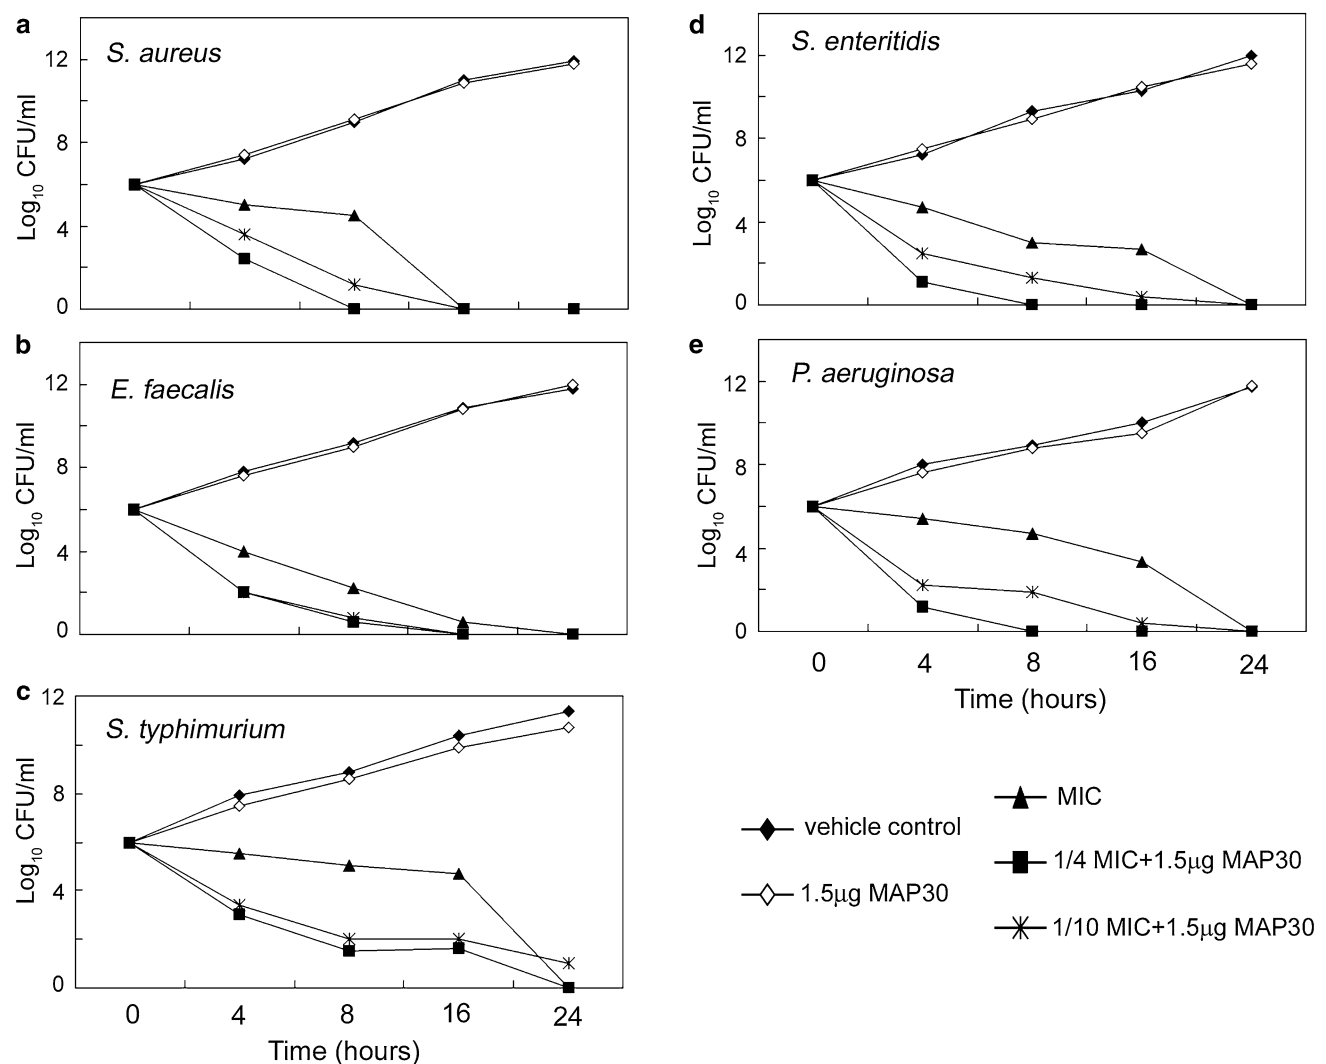 a
S. aureus
12
8
4
0
Log10 CFU/ml
b
E. faecalis
12
8
4
0
Log10 CFU/ml
c
S. typhimurium
12
8
4
0
Log10 CFU/ml
0 4 8 16 24
Time (hours)
d
S. enteritidis
12
8
4
0
Log10 CFU/ml
e
P. aeruginosa
12
8
4
0
Log10 CFU/ml
0 4 8 16 24
Time (hours)
vehicle control
1.5μg MAP30
MIC
1/4 MIC+1.5μg MAP30
1/10 MIC+1.5μg MAP30